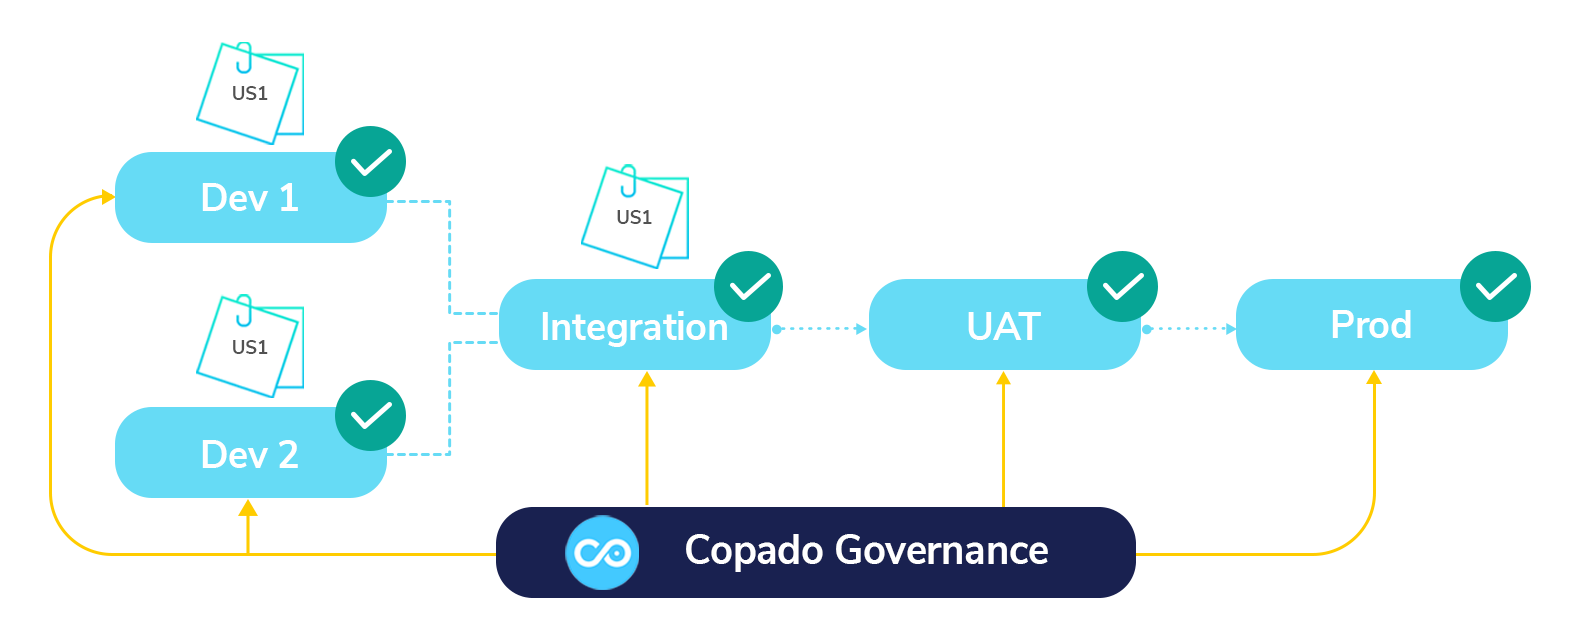 US1
Dev 1
US1
Dev 2
US1
Integration
UAT
Prod
Copado Governance